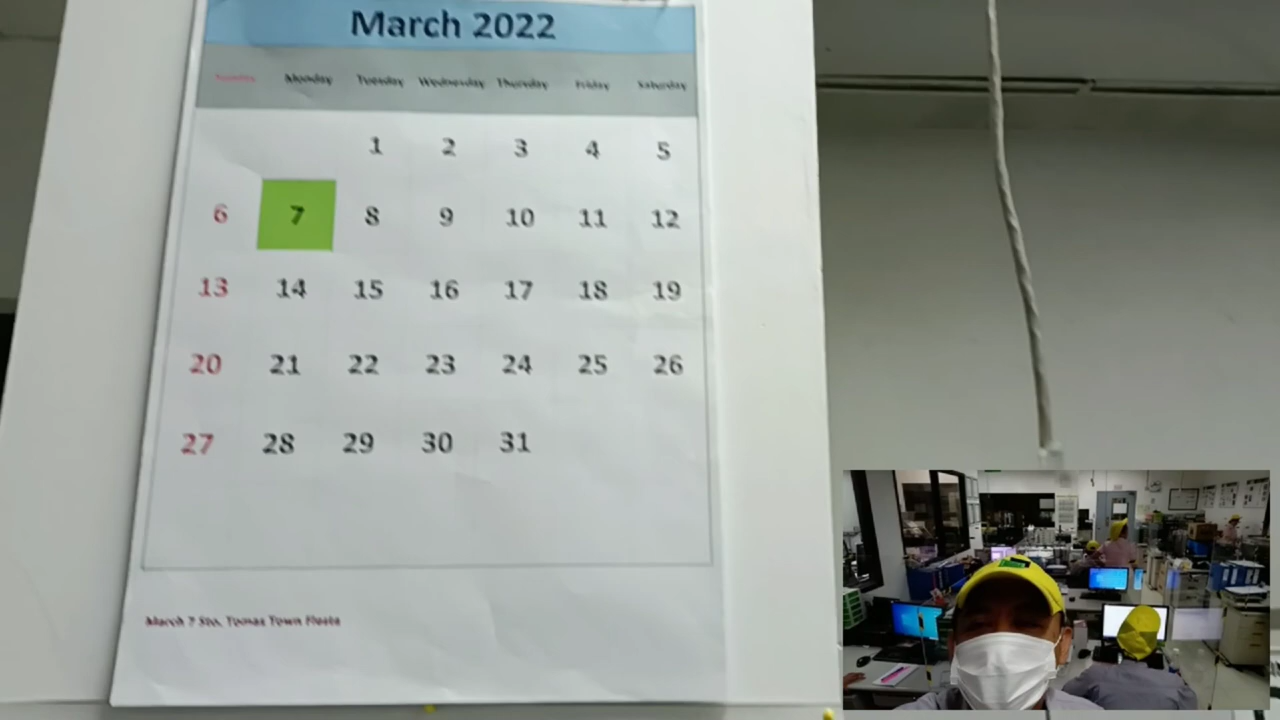 March 2022
Sunday Monday Tuesday Wednesday Thursday Friday Saturday
1 2 3 4 5
6 7 8 9 10 11 12
13 14 15 16 17 18 19
20 21 22 23 24 25 26
27 28 29 30 31
March 7 Sto. Tomas Town Fiesta